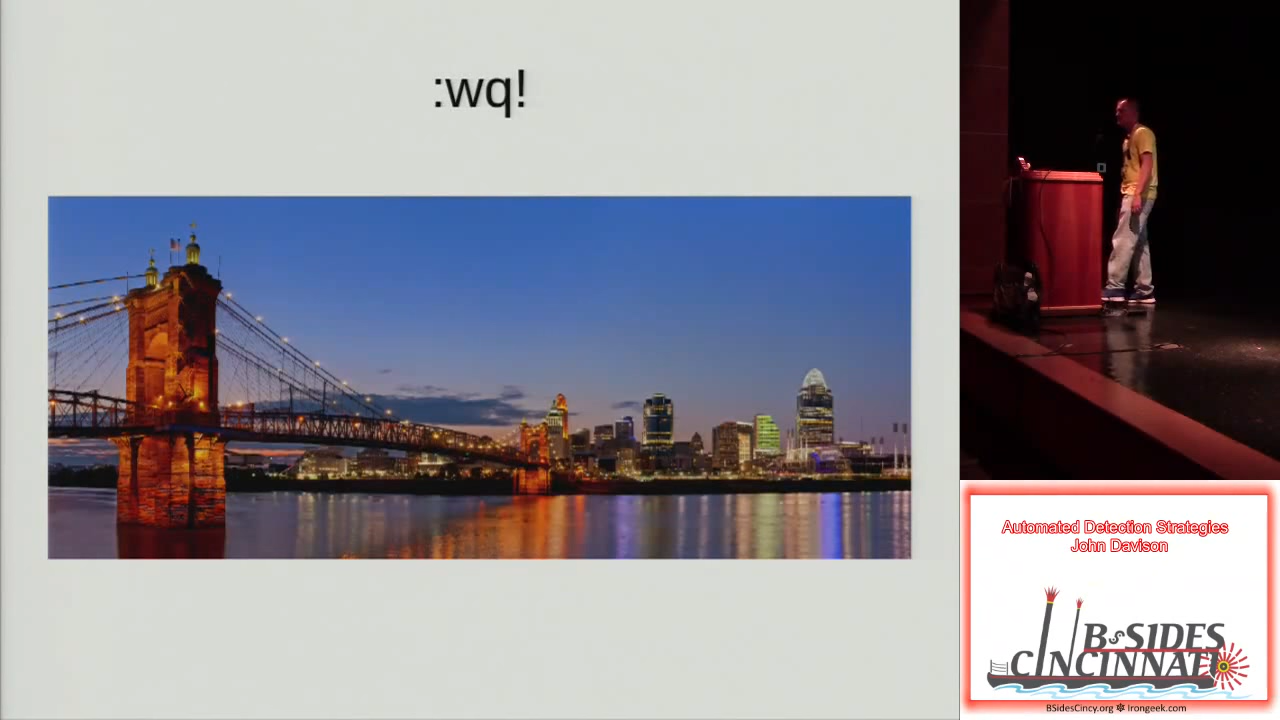 :wq!
Automated Detection Strategies
John Davison
BSIDES
CINCINNATI
BSidesCincy.org ✽ Irongeek.com